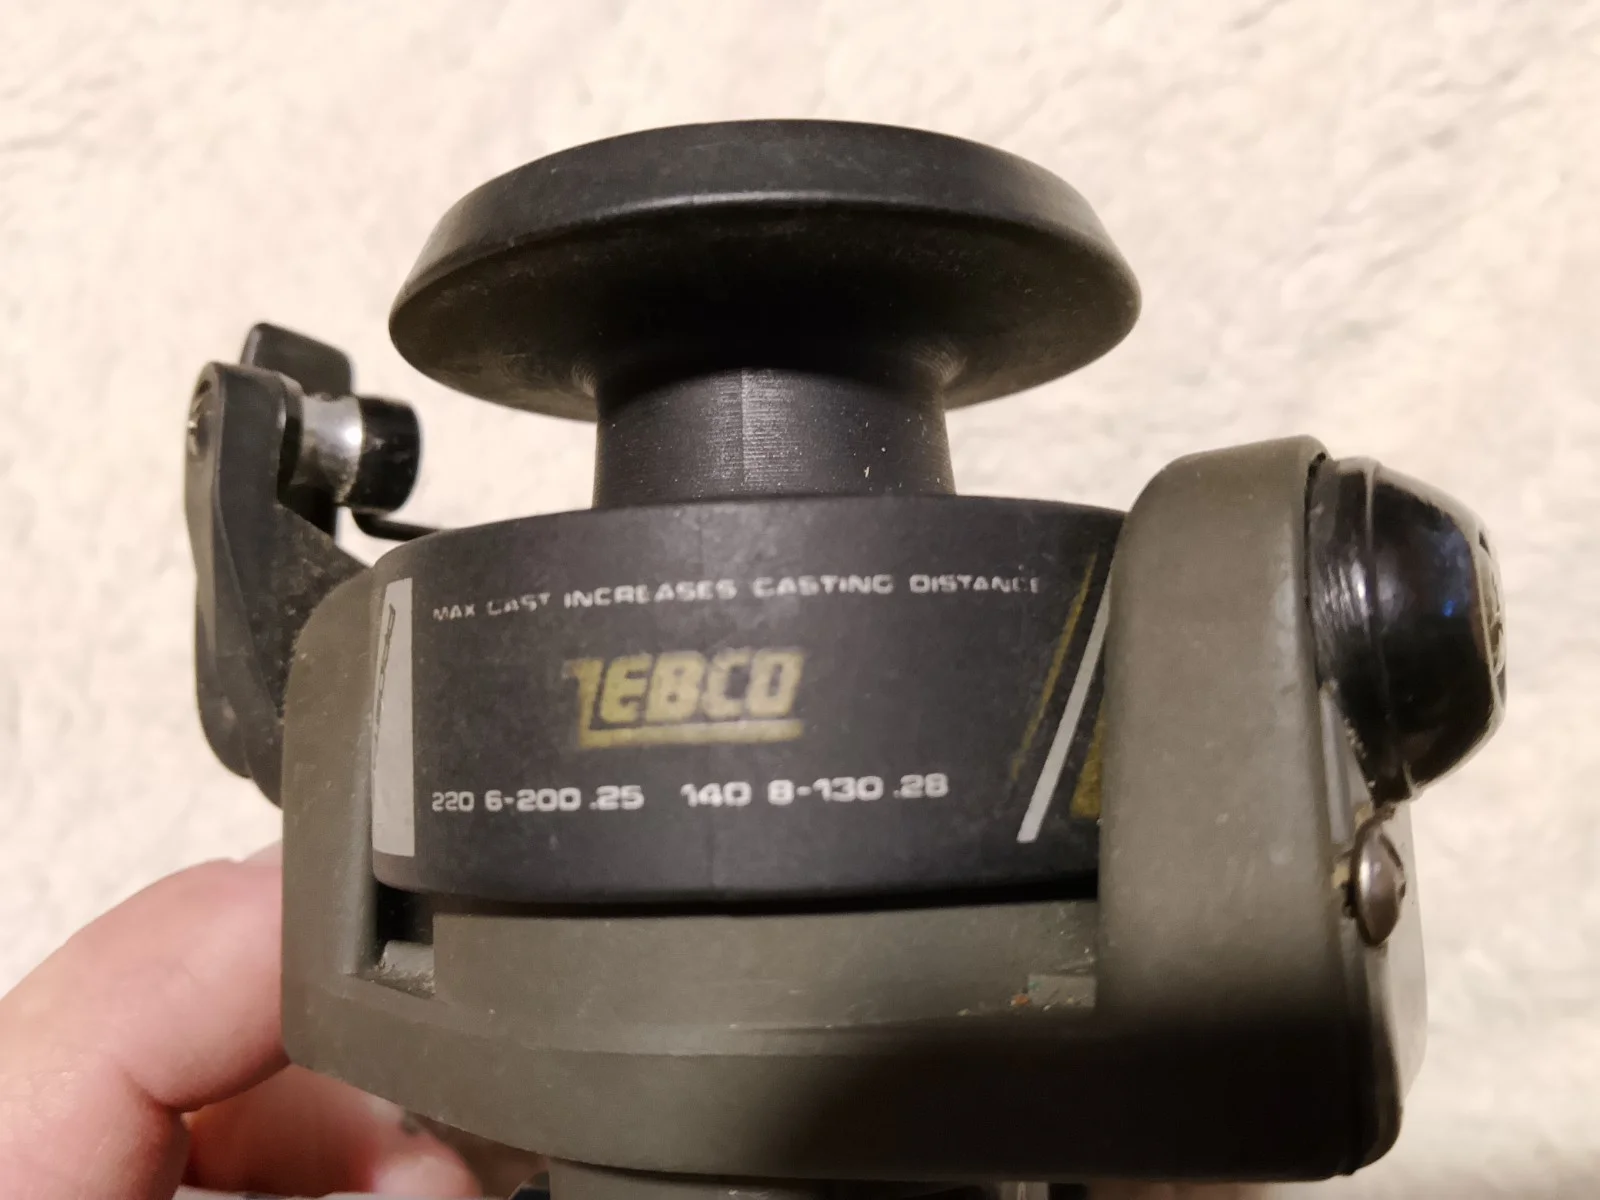 MAX CAST INCREASES CASTING DISTANCE
ZEBCO
220 6-200 .25 140 8-130 .28